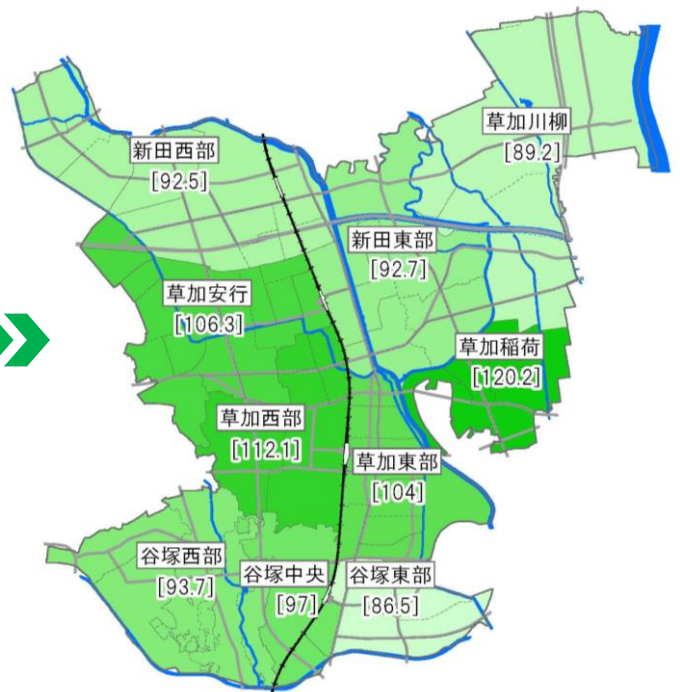 草加川柳
[89.2]
新田西部
[92.5]
新田東部
[92.7]
草加安行
[106.3]
草加稲荷
[120.2]
草加西部
[112.1]
草加東部
[104]
谷塚西部
[93.7]
谷塚中央
[97]
谷塚東部
[86.5]